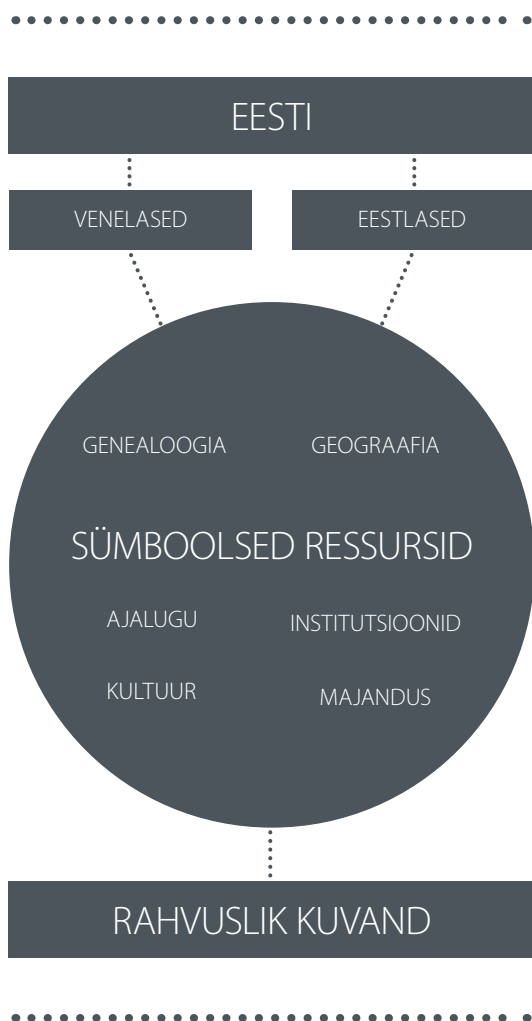 EESTI
VENELASED
EESTLASED
GENEALOOGIA
GEOGRAAFIA
SÜMBOOLSED RESSURSID
AJALUGU
INSTITUTSIOONID
KULTUUR
MAJANDUS
RAHVUSLIK KUVAND